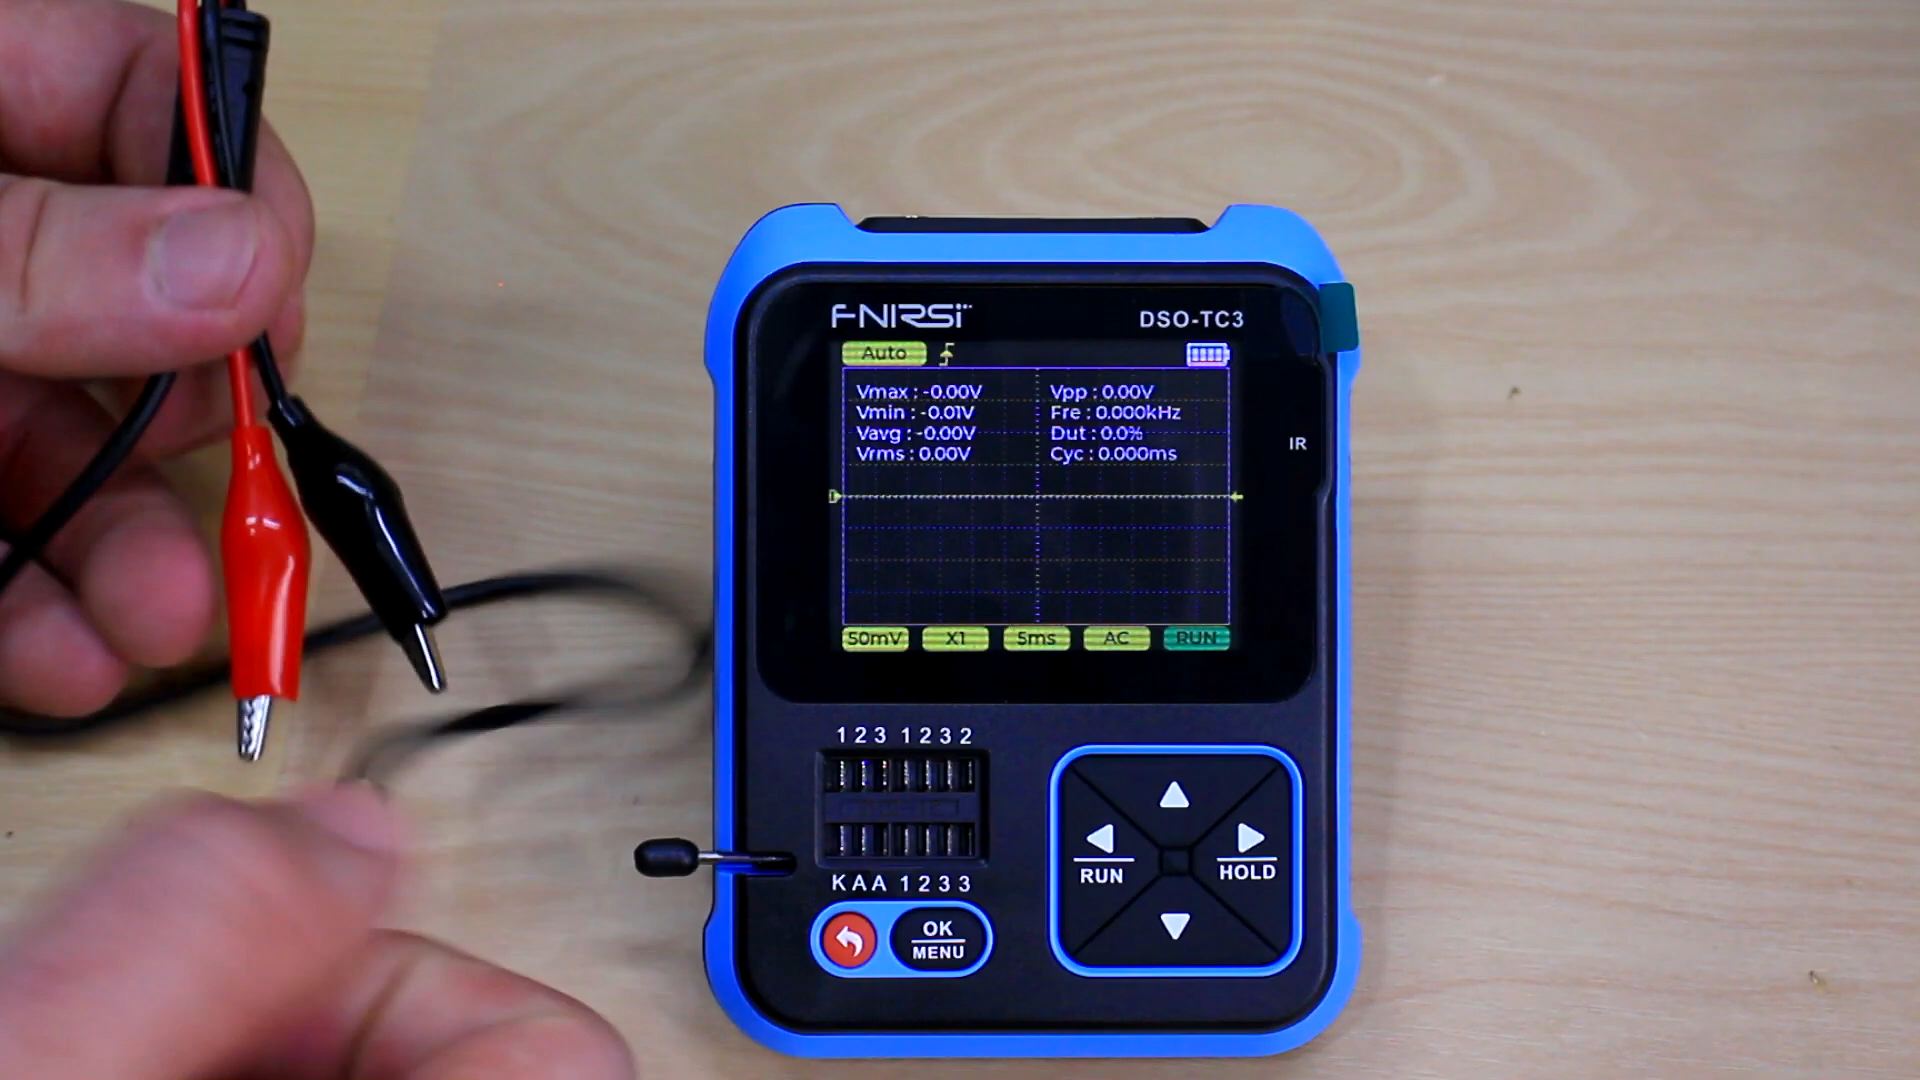 FNIRSI
DSO-TC3
Auto
Vmax : -0.00V
Vpp : 0.00V
Vmin : -0.01V
Fre : 0.000kHz
Vavg : -0.00V
Dut : 0.0%
Vrms : 0.00V
Cyc : 0.000ms
IR
50mV X1 5ms AC RUN
1 2 3 1 2 3 2
K A A 1 2 3 3
RUN
HOLD
OK
MENU